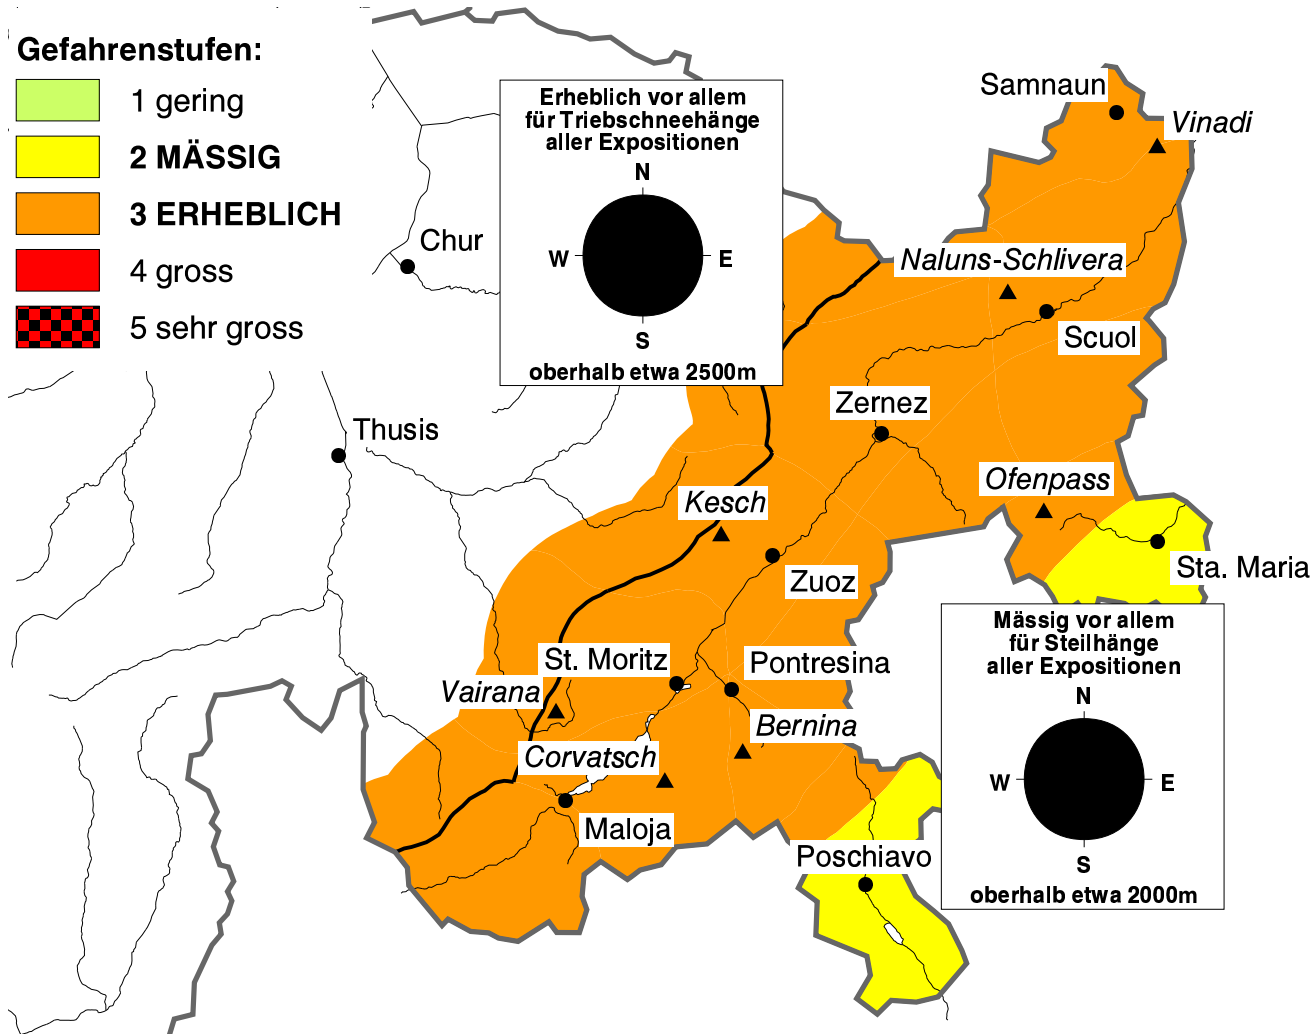 Gefahrenstufen:
1 gering
2 MÄSSIG
3 ERHEBLICH
4 gross
5 sehr gross
Erheblich vor allem
für Triebschneehänge
aller Expositionen
N
W
E
S
oberhalb etwa 2500m
Samnaun
Vinadi
Chur
Naluns-Schlivera
Scuol
Zernez
Thusis
Ofenpass
Kesch
Sta. Maria
Zuoz
St. Moritz
Pontresina
Vairana
Bernina
Corvatsch
Maloja
Poschiavo
Mässig vor allem
für Steilhänge
aller Expositionen
N
W
E
S
oberhalb etwa 2000m